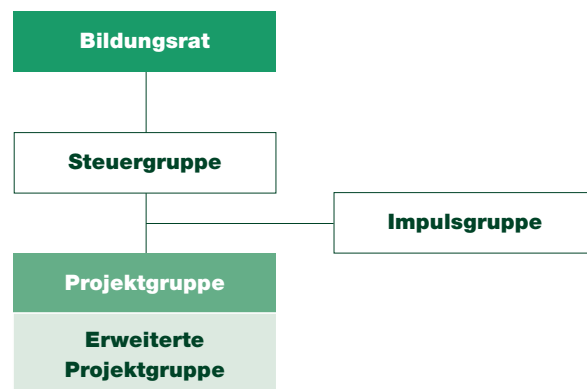 Bildungsrat
Steuergruppe
Impulsgruppe
Projektgruppe
Erweiterte
Projektgruppe